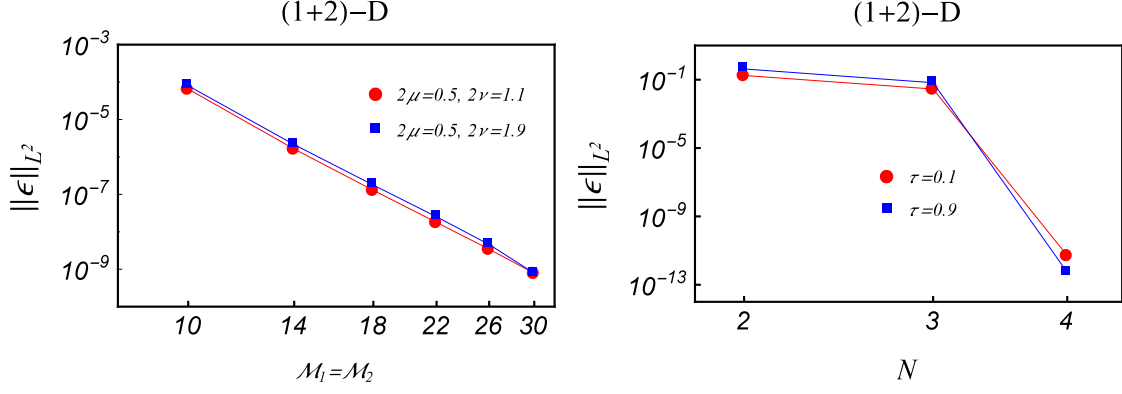 (1+2)−D
10⁻³
10⁻⁵
10⁻⁷
10⁻⁹
||ϵ||_L²
2μ=0.5, 2ν=1.1
2μ=0.5, 2ν=1.9
10 14 18 22 26 30
ℳ₁=ℳ₂
(1+2)−D
10⁻¹
10⁻⁵
10⁻⁹
10⁻¹³
||ϵ||_L²
τ=0.1
τ=0.9
2 3 4
N